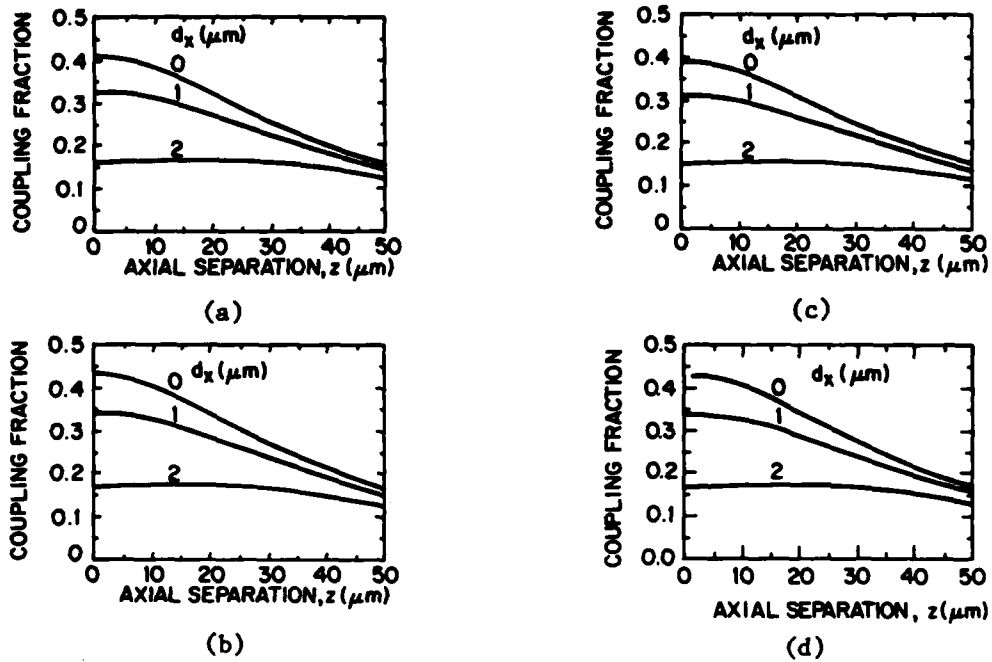 COUPLING FRACTION
0.5
0.4
0.3
0.2
0.1
0
dx (μm)
0
1
2
0 10 20 30 40 50
AXIAL SEPARATION, z (μm)
(a)
COUPLING FRACTION
0.5
0.4
0.3
0.2
0.1
0
dx (μm)
0
1
2
0 10 20 30 40 50
AXIAL SEPARATION, z (μm)
(b)
COUPLING FRACTION
0.5
0.4
0.3
0.2
0.1
0
dx (μm)
0
1
2
0 10 20 30 40 50
AXIAL SEPARATION, z (μm)
(c)
COUPLING FRACTION
0.5
0.4
0.3
0.2
0.1
0.0
dx (μm)
0
1
2
0 10 20 30 40 50
AXIAL SEPARATION, z (μm)
(d)